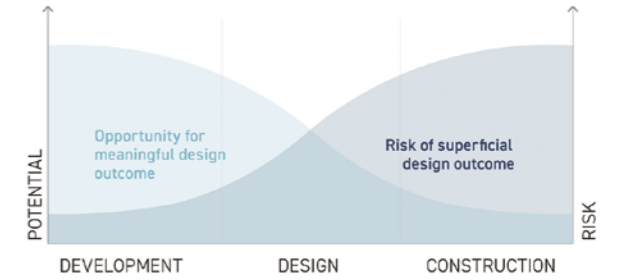 POTENTIAL
Opportunity for
meaningful design
outcome
Risk of superficial
design outcome
RISK
DEVELOPMENT
DESIGN
CONSTRUCTION